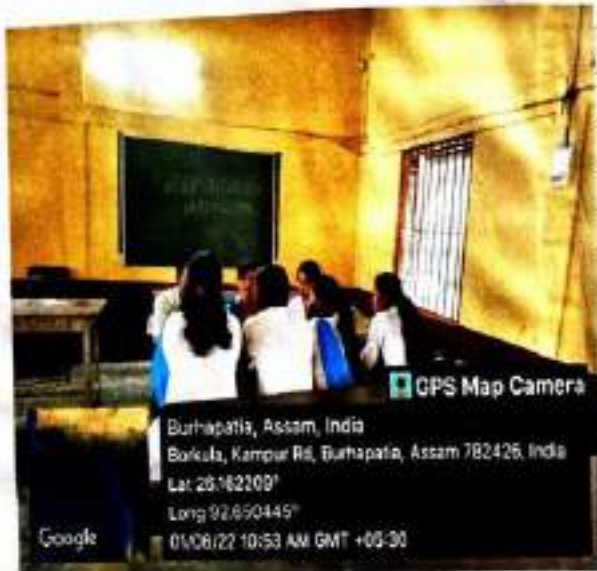 GPS Map Camera
Burhapatia, Assam, India
Borkula, Kampur Rd, Burhapatia, Assam 782426, India
Lat 26.162209°
Long 92.650445°
01/06/22 10:53 AM GMT +05:30
Google